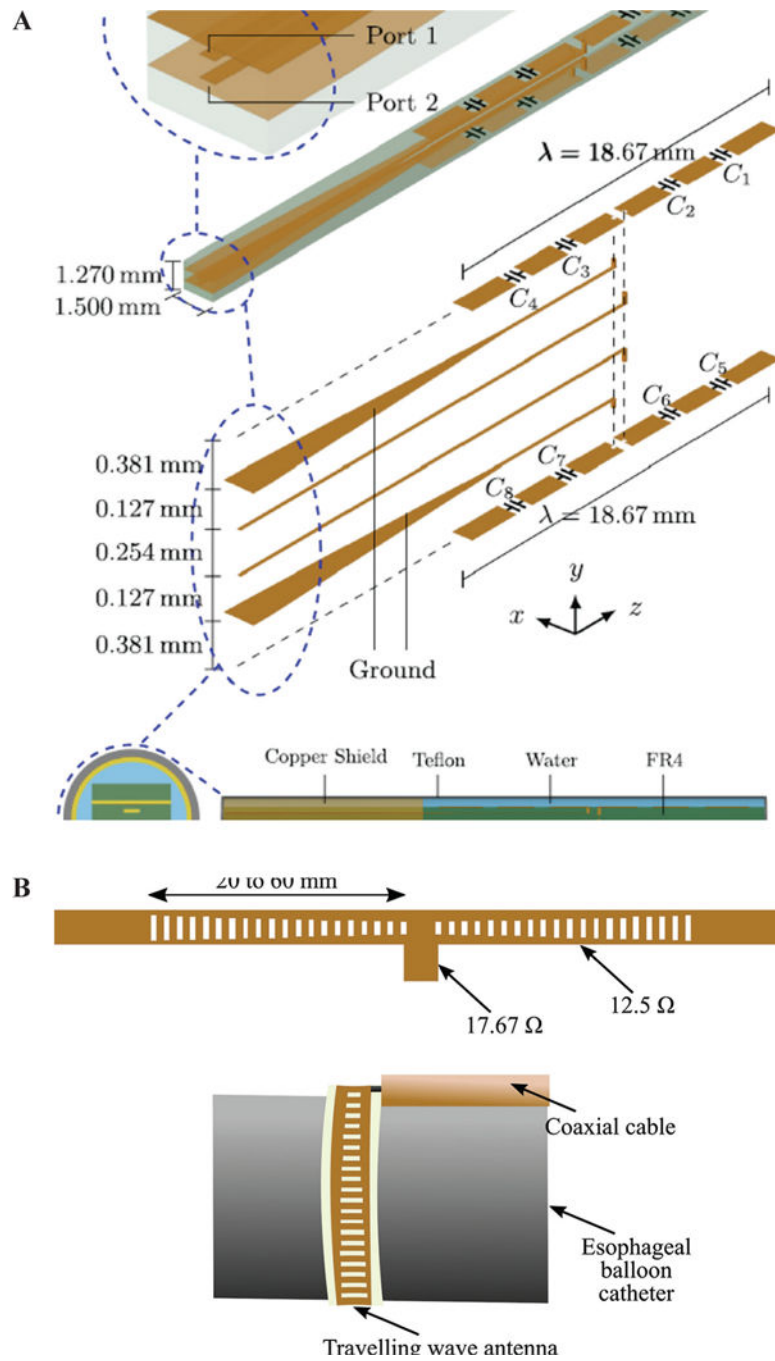 A
Port 1
Port 2
λ = 18.67 mm
C1
C2
C3
C4
1.270 mm
1.500 mm
0.381 mm
0.127 mm
0.254 mm
0.127 mm
0.381 mm
C5
C6
C7
C8
λ = 18.67 mm
y
x
z
Ground
Copper Shield
Teflon
Water
FR4
B
20 to 60 mm
17.67 Ω
12.5 Ω
Coaxial cable
Esophageal
balloon
catheter
Travelling wave antenna